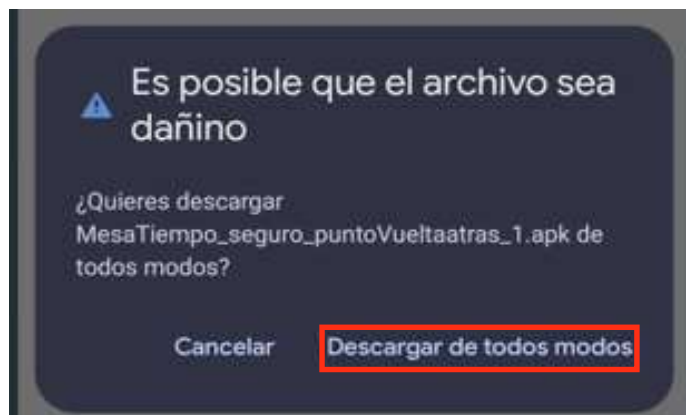 Es posible que el archivo sea
dañino
¿Quieres descargar
MesaTiempo_seguro_puntoVueltaatras_1.apk de
todos modos?
Cancelar Descargar de todos modos